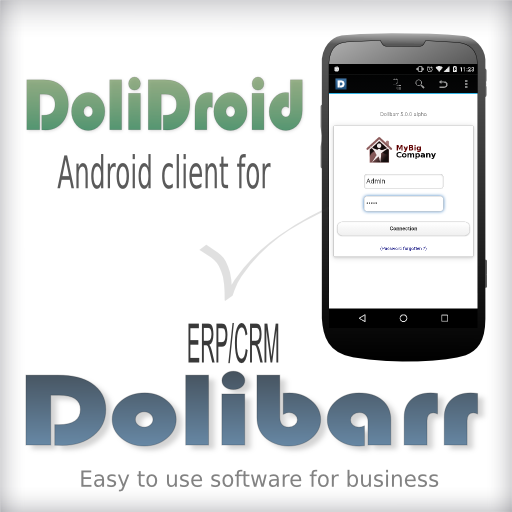 DoliDroid
Android client for
11:23
D
Dolibarr 5.0.0 alpha
MyBig
Company
Admin
•••••
Connection
(Password forgotten ?)
ERP/CRM
Dolibarr
Easy to use software for business